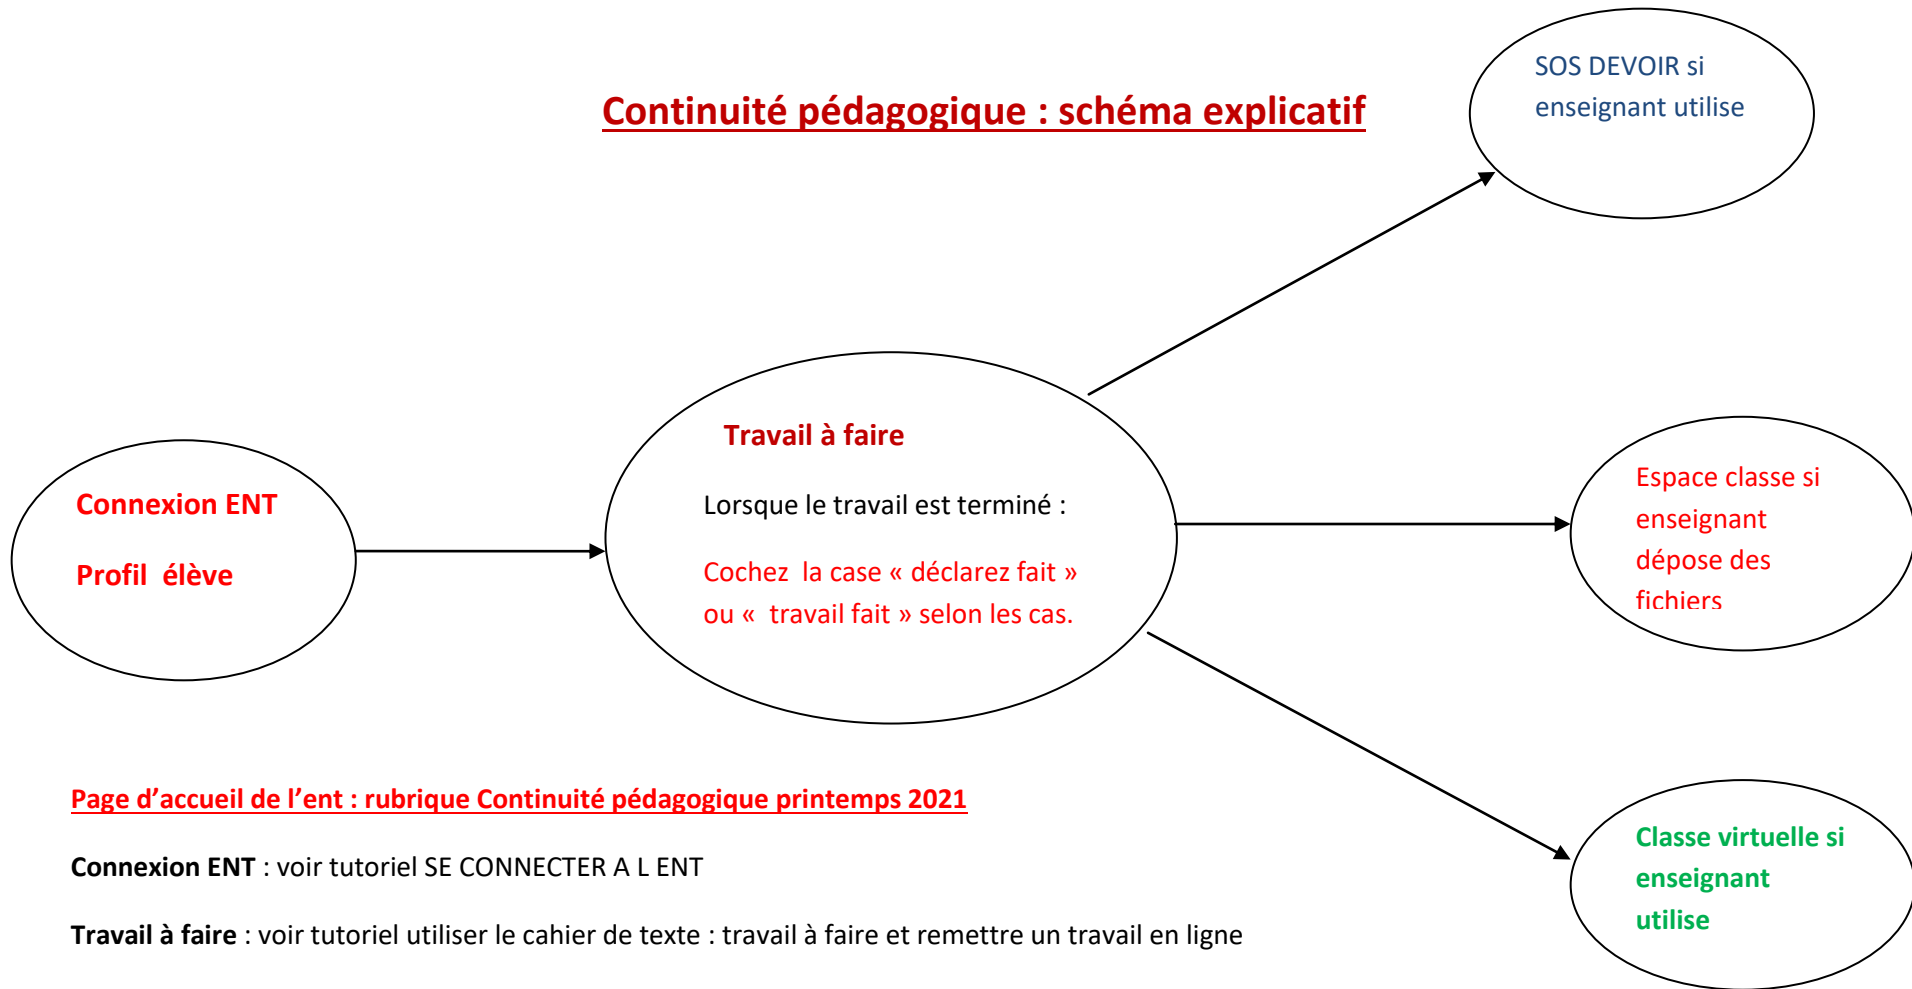 Continuité pédagogique : schéma explicatif
SOS DEVOIR si
enseignant utilise
Connexion ENT
Profil  élève
Travail à faire
Lorsque le travail est terminé :
Cochez  la case « déclarez fait »
ou «  travail fait » selon les cas.
Espace classe si
enseignant
dépose des
fichiers
Classe virtuelle si
enseignant
utilise
Page d’accueil de l’ent : rubrique Continuité pédagogique printemps 2021
Connexion ENT : voir tutoriel SE CONNECTER A L ENT
Travail à faire : voir tutoriel utiliser le cahier de texte : travail à faire et remettre un travail en ligne